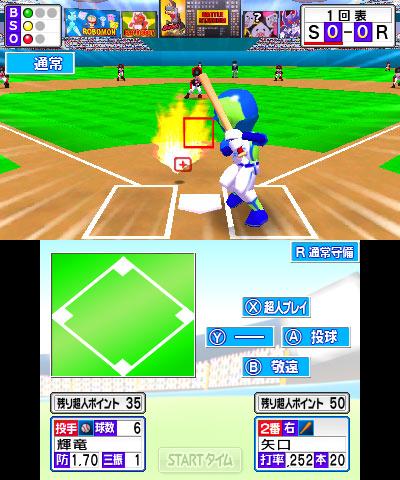 B
S
O
ROBOMON
BATTLE
1回表
S 0-0 R
通常
R 通常守備
X 超人プレイ
Y ―― A 投球
B 敬遠
残り超人ポイント 35
残り超人ポイント 50
投手 球数 6
輝竜
防 1.70 三振 1
STARTタイム
2番 右
矢口
打率 .252 本 20